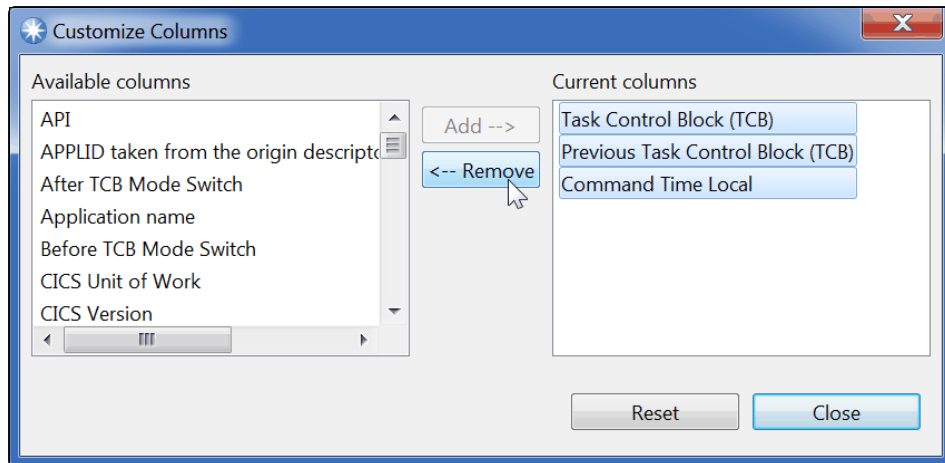 Customize Columns
Available columns
API
APPLID taken from the origin descripto
After TCB Mode Switch
Application name
Before TCB Mode Switch
CICS Unit of Work
CICS Version
Add -->
<-- Remove
Current columns
Task Control Block (TCB)
Previous Task Control Block (TCB)
Command Time Local
Reset
Close